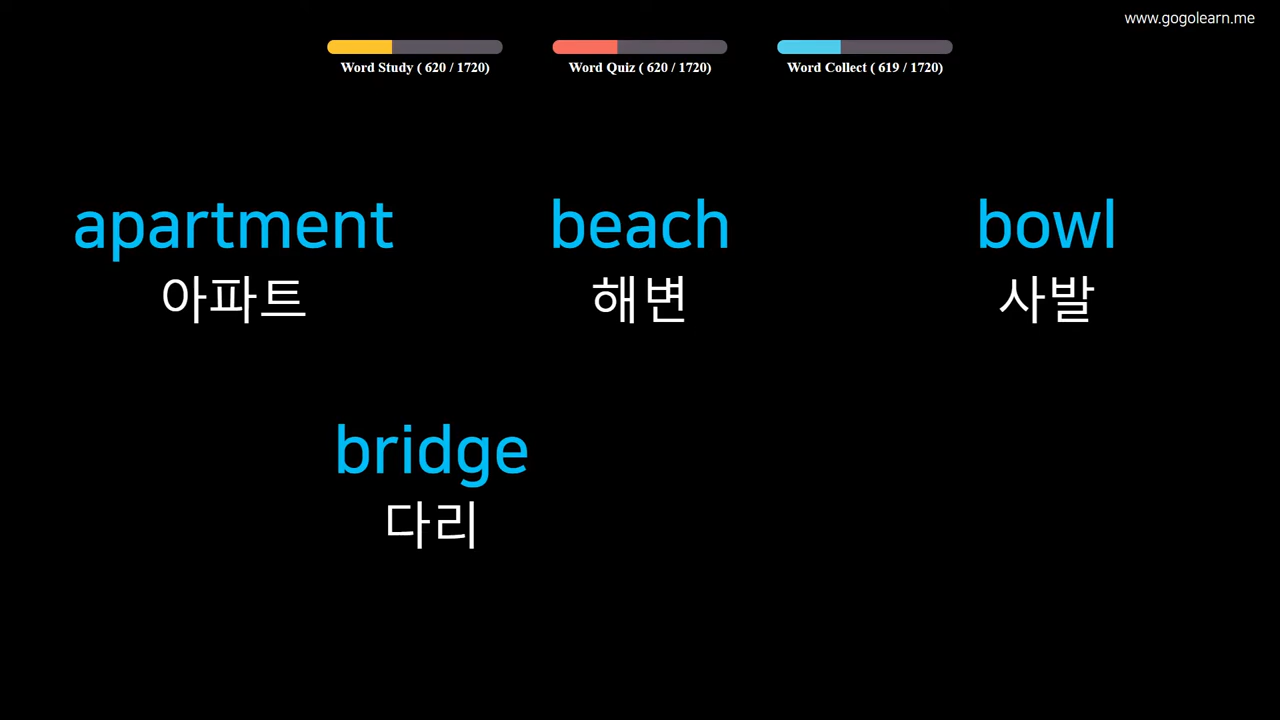 www.gogolearn.me
Word Study ( 620 / 1720)
Word Quiz ( 620 / 1720)
Word Collect ( 619 / 1720)
apartment
아파트
beach
해변
bowl
사발
bridge
다리